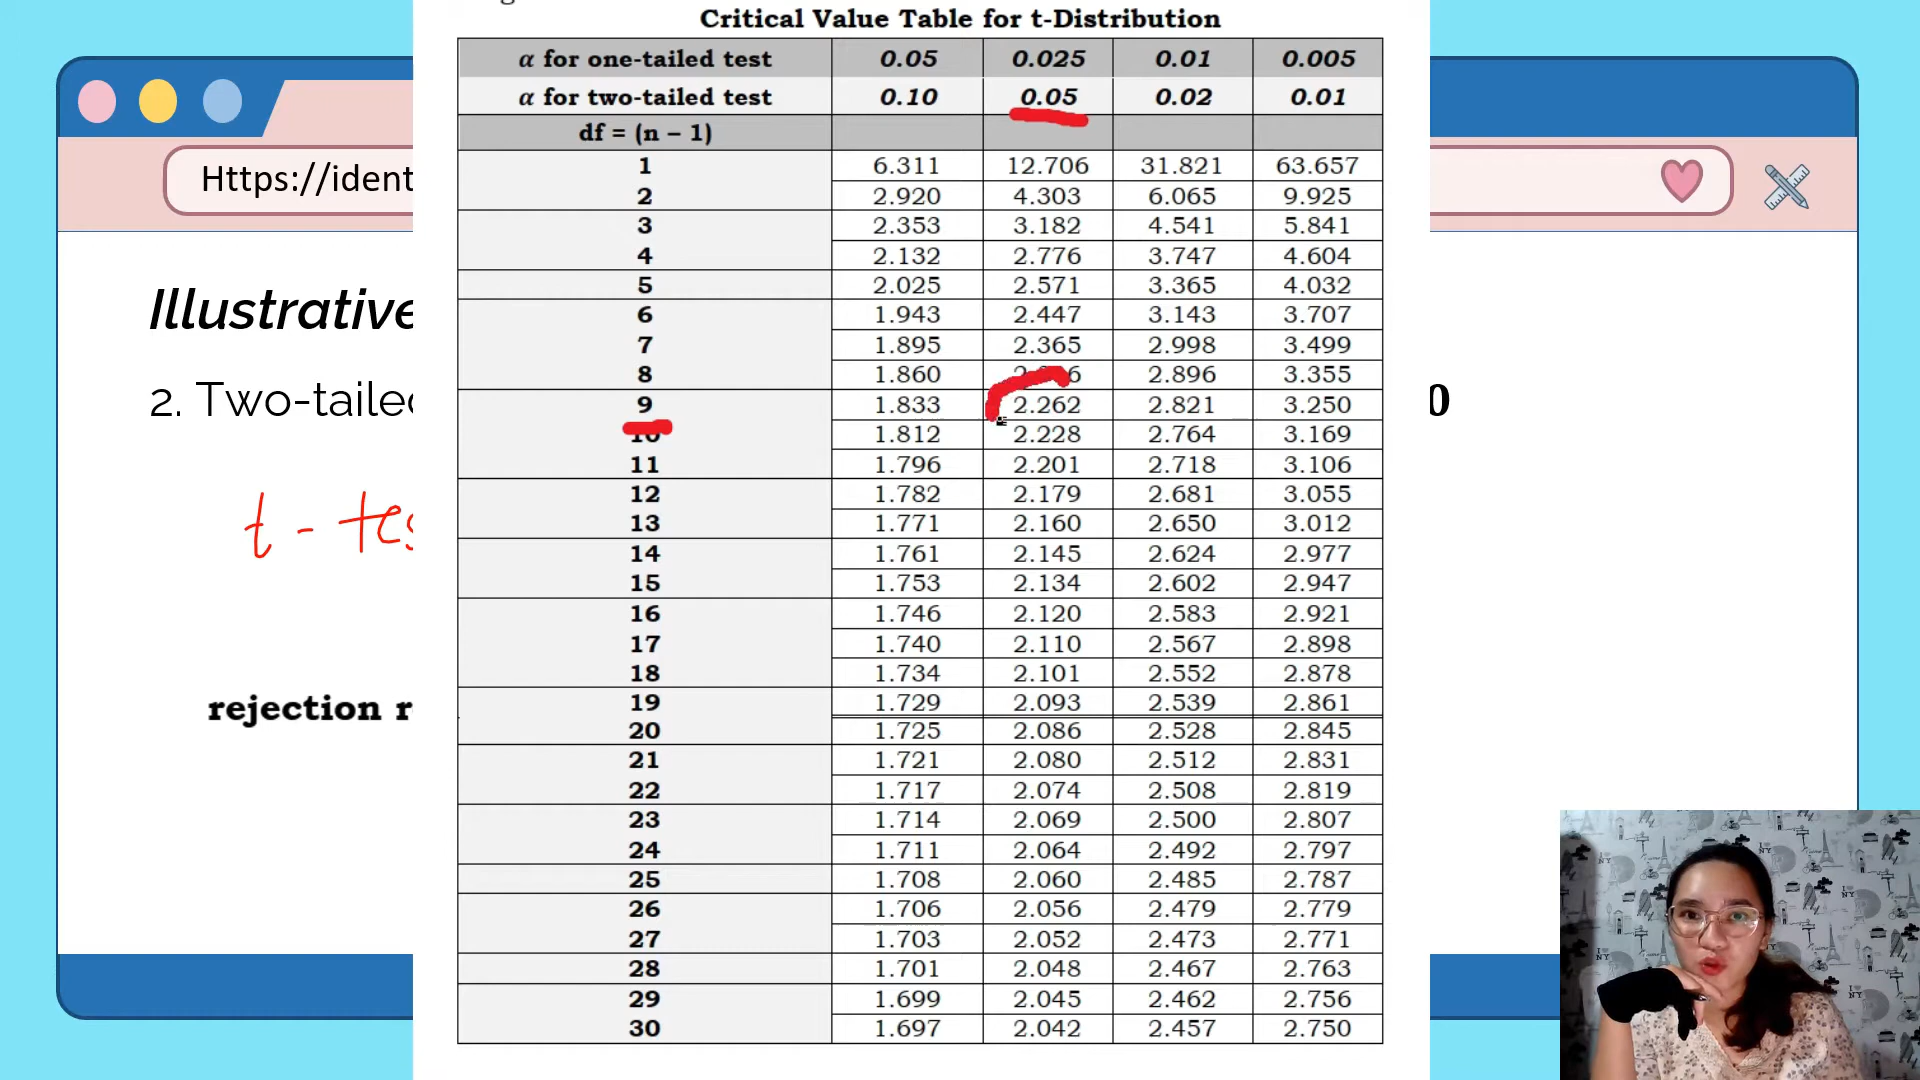 Critical Value Table for t-Distribution
α for one-tailed test 0.05 0.025 0.01 0.005
α for two-tailed test 0.10 0.05 0.02 0.01
df = (n − 1)
1 6.311 12.706 31.821 63.657
2 2.920 4.303 6.065 9.925
3 2.353 3.182 4.541 5.841
4 2.132 2.776 3.747 4.604
5 2.025 2.571 3.365 4.032
6 1.943 2.447 3.143 3.707
7 1.895 2.365 2.998 3.499
8 1.860 2.896 3.355
9 1.833 2.262 2.821 3.250
10 1.812 2.228 2.764 3.169
11 1.796 2.201 2.718 3.106
12 1.782 2.179 2.681 3.055
13 1.771 2.160 2.650 3.012
14 1.761 2.145 2.624 2.977
15 1.753 2.134 2.602 2.947
16 1.746 2.120 2.583 2.921
17 1.740 2.110 2.567 2.898
18 1.734 2.101 2.552 2.878
19 1.729 2.093 2.539 2.861
20 1.725 2.086 2.528 2.845
21 1.721 2.080 2.512 2.831
22 1.717 2.074 2.508 2.819
23 1.714 2.069 2.500 2.807
24 1.711 2.064 2.492 2.797
25 1.708 2.060 2.485 2.787
26 1.706 2.056 2.479 2.779
27 1.703 2.052 2.473 2.771
28 1.701 2.048 2.467 2.763
29 1.699 2.045 2.462 2.756
30 1.697 2.042 2.457 2.750
Https://ident
Illustrative
2. Two-tailed 0
t - tes
rejection r